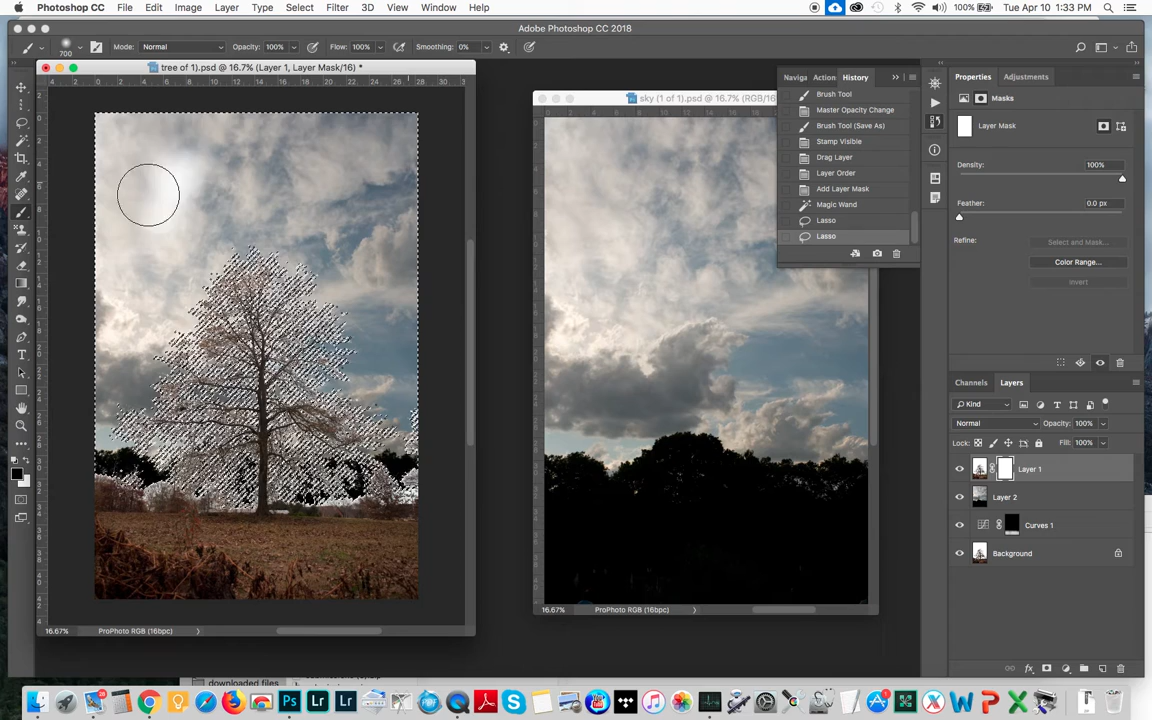 Photoshop CC File Edit Image Layer Type Select Filter 3D View Window Help 100% Tue Apr 10 1:33 PM
Adobe Photoshop CC 2018
700 Mode: Normal Opacity: 100% Flow: 100% Smoothing: 0%
tree of 1).psd @ 16.7% (Layer 1, Layer Mask/16) *
sky (1 of 1).psd @ 16.7% (RGB/16
Naviga Action History
Brush Tool
Master Opacity Change
Brush Tool (Save As)
Stamp Visible
Drag Layer
Layer Order
Add Layer Mask
Magic Wand
Lasso
Lasso
Properties Adjustments
Masks
Layer Mask
Density: 100%
Feather: 0.0 px
Refine: Select and Mask...
Color Range...
Invert
Channels Layers
Kind
Normal Opacity: 100%
Lock: Fill: 100%
Layer 1
Layer 2
Curves 1
Background
16.67% ProPhoto RGB (16bpc)
16.67% ProPhoto RGB (16bpc)
downloaded files